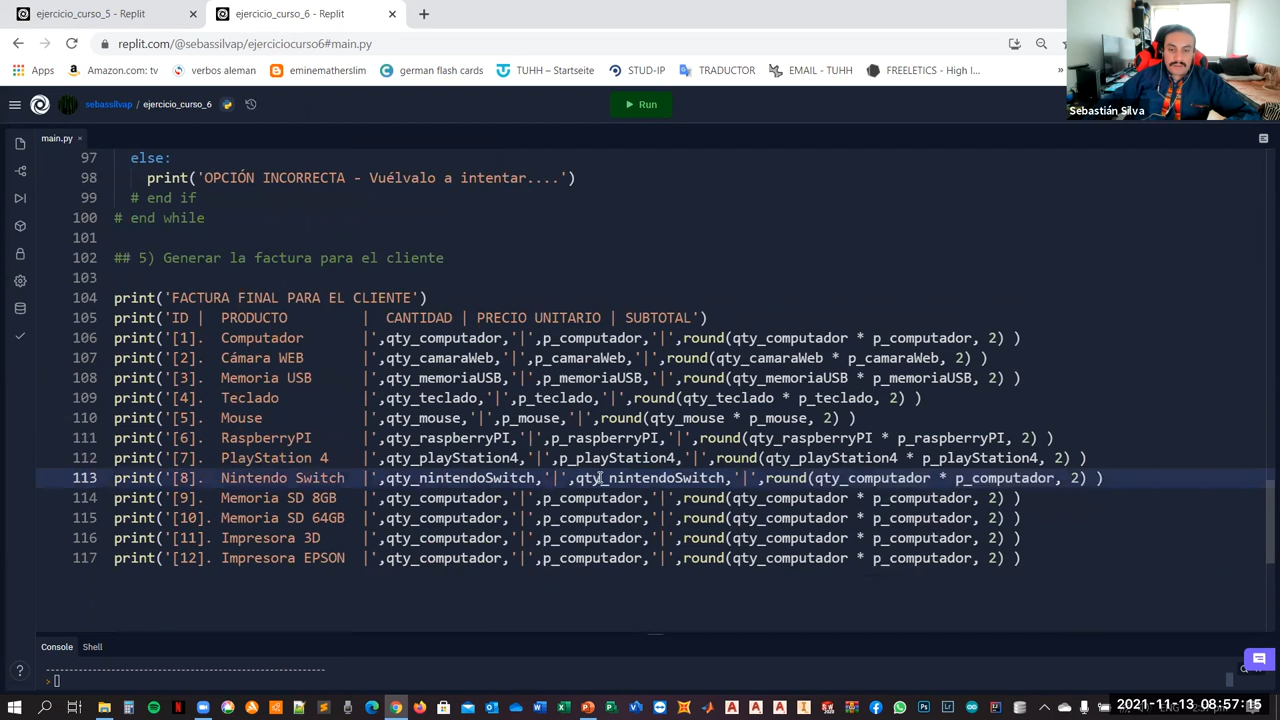 ejercicio_curso_5 - Replit
ejercicio_curso_6 - Replit
replit.com/@sebassilvap/ejerciciocurso6#main.py
Apps
Amazon.com: tv
verbos aleman
eminematherslim
german flash card
TUHH – Startseite
STUD-IP
TRADUCTOR
EMAIL - TUHH
FREELETICS - High I...
»
Sebastián Silva
sebassilvap / ejercicio_curso_6
Run
main.py
97 else:
98 print('OPCIÓN INCORRECTA - Vuélvalo a intentar....')
99 # end if
100 # end while
101
102 ## 5) Generar la factura para el cliente
103
104 print('FACTURA FINAL PARA EL CLIENTE')
105 print('ID | PRODUCTO | CANTIDAD | PRECIO UNITARIO | SUBTOTAL')
106 print('[1]. Computador |',qty_computador,'|',p_computador,'|',round(qty_computador * p_computador, 2) )
107 print('[2]. Cámara WEB |',qty_camaraWeb,'|',p_camaraWeb,'|',round(qty_camaraWeb * p_camaraWeb, 2) )
108 print('[3]. Memoria USB |',qty_memoriaUSB,'|',p_memoriaUSB,'|',round(qty_memoriaUSB * p_memoriaUSB, 2) )
109 print('[4]. Teclado |',qty_teclado,'|',p_teclado,'|',round(qty_teclado * p_teclado, 2) )
110 print('[5]. Mouse |',qty_mouse,'|',p_mouse,'|',round(qty_mouse * p_mouse, 2) )
111 print('[6]. RaspberryPI |',qty_raspberryPI,'|',p_raspberryPI,'|',round(qty_raspberryPI * p_raspberryPI, 2) )
112 print('[7]. PlayStation 4 |',qty_playStation4,'|',p_playStation4,'|',round(qty_playStation4 * p_playStation4, 2) )
113 print('[8]. Nintendo Switch |',qty_nintendoSwitch,'|',qty_nintendoSwitch,'|',round(qty_computador * p_computador, 2) )
114 print('[9]. Memoria SD 8GB |',qty_computador,'|',p_computador,'|',round(qty_computador * p_computador, 2) )
115 print('[10]. Memoria SD 64GB |',qty_computador,'|',p_computador,'|',round(qty_computador * p_computador, 2) )
116 print('[11]. Impresora 3D |',qty_computador,'|',p_computador,'|',round(qty_computador * p_computador, 2) )
117 print('[12]. Impresora EPSON |',qty_computador,'|',p_computador,'|',round(qty_computador * p_computador, 2) )
Console
Shell
----------------------------------------------------
2021-11-13 08:57:15